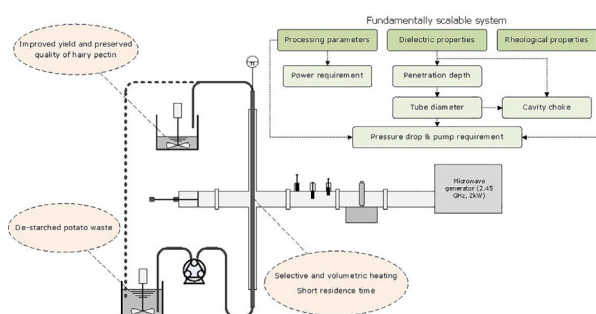 Fundamentally scalable system
Processing parameters
Dielectric properties
Rheological properties
Power requirement
Penetration depth
Tube diameter
Cavity choke
Pressure drop & pump requirement
Improved yield and preserved
quality of hairy pectin
Microwave
generator (2.45
GHz, 2kW)
De-starched potato waste
Selective and volumetric heating
Short residence time